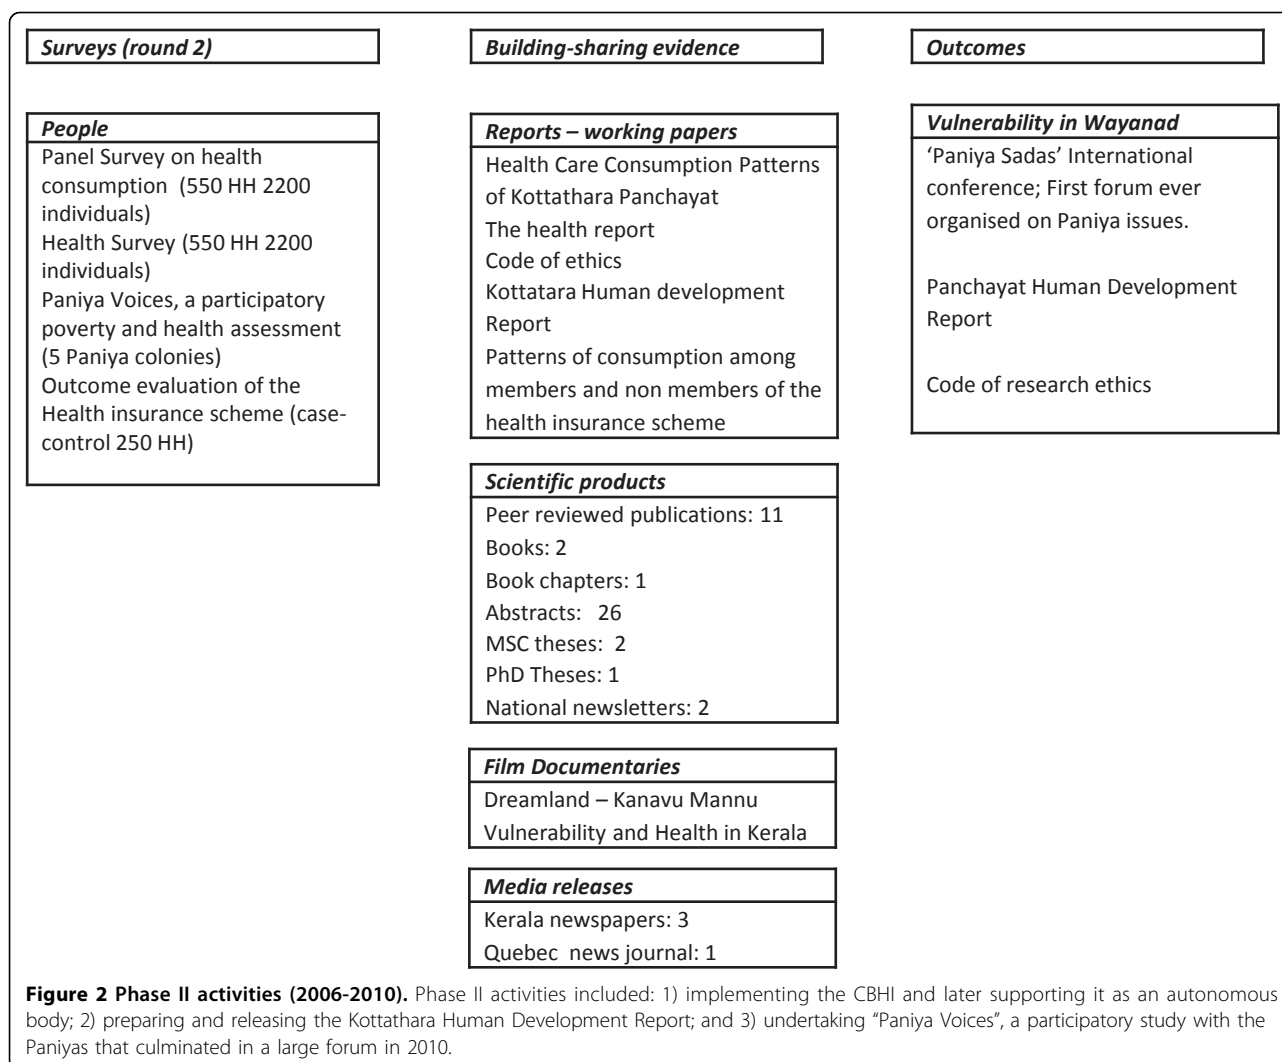 Surveys (round 2)
Building-sharing evidence
Outcomes
People
Panel Survey on health
consumption (550 HH 2200
individuals)
Health Survey (550 HH 2200
individuals)
Paniya Voices, a participatory
poverty and health assessment
(5 Paniya colonies)
Outcome evaluation of the
Health insurance scheme (case-
control 250 HH)
Reports – working papers
Health Care Consumption Patterns
of Kottathara Panchayat
The health report
Code of ethics
Kottatara Human development
Report
Patterns of consumption among
members and non members of the
health insurance scheme
Scientific products
Peer reviewed publications: 11
Books: 2
Book chapters: 1
Abstracts: 26
MSC theses: 2
PhD Theses: 1
National newsletters: 2
Film Documentaries
Dreamland – Kanavu Mannu
Vulnerability and Health in Kerala
Media releases
Kerala newspapers: 3
Quebec news journal: 1
Vulnerability in Wayanad
‘Paniya Sadas’ International
conference; First forum ever
organised on Paniya issues.
Panchayat Human Development
Report
Code of research ethics
Figure 2 Phase II activities (2006-2010). Phase II activities included: 1) implementing the CBHI and later supporting it as an autonomous
body; 2) preparing and releasing the Kottathara Human Development Report; and 3) undertaking “Paniya Voices”, a participatory study with the
Paniyas that culminated in a large forum in 2010.